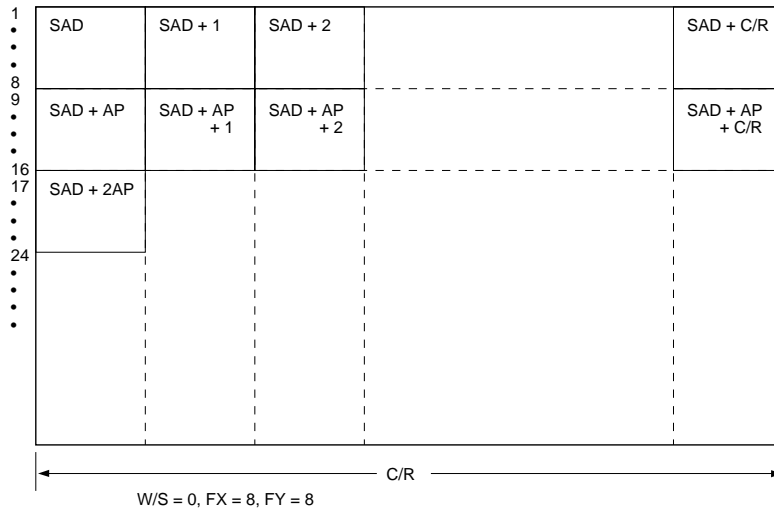 1
SAD
SAD + 1
SAD + 2
SAD + C/R
•
•
•
8
9
SAD + AP
SAD + AP
+ 1
SAD + AP
+ 2
SAD + AP
+ C/R
•
•
•
16
17
SAD + 2AP
•
•
•
24
•
•
•
•
C/R
W/S = 0, FX = 8, FY = 8